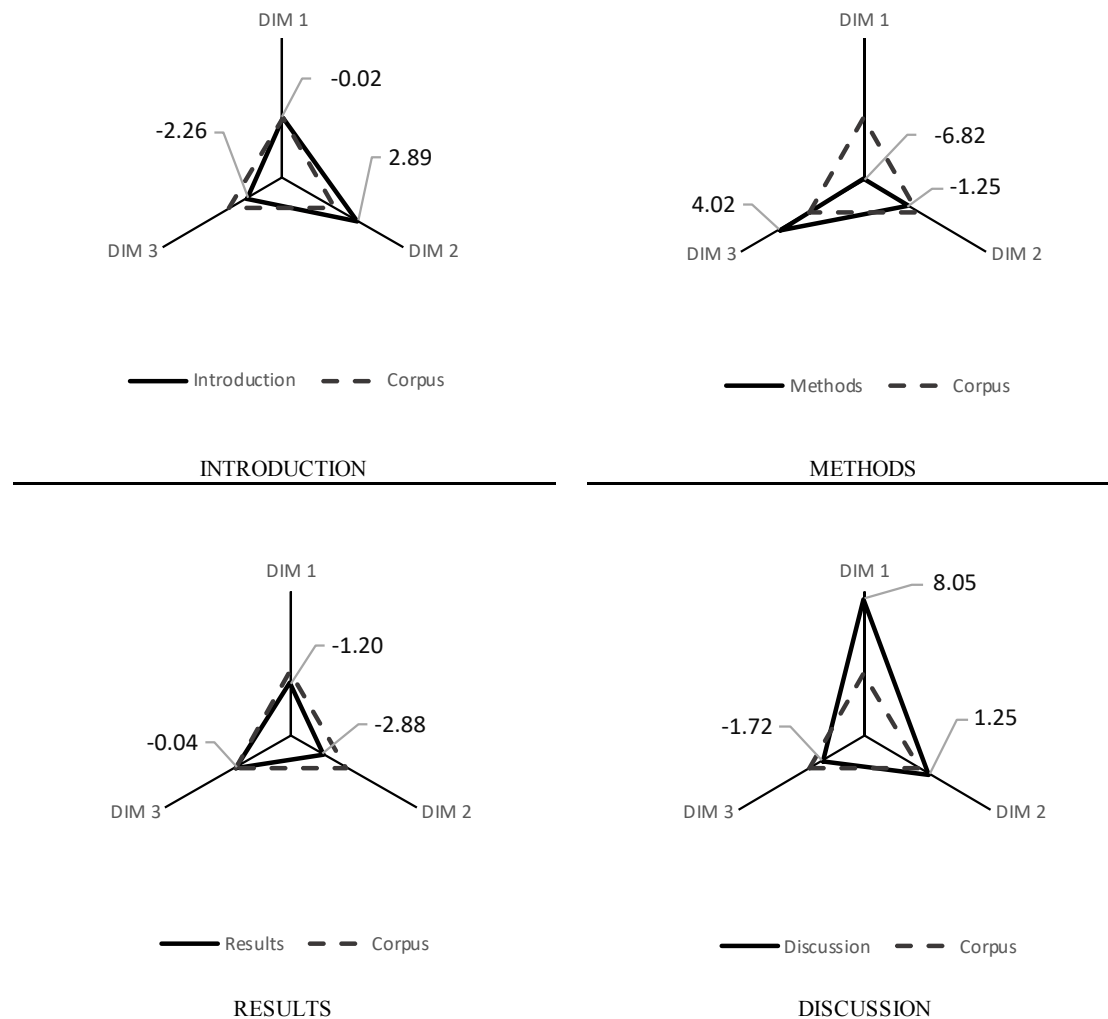 DIM 1
-0.02
-2.26
2.89
DIM 3
DIM 2
Introduction Corpus
INTRODUCTION
DIM 1
-6.82
4.02
-1.25
DIM 3
DIM 2
Methods Corpus
METHODS
DIM 1
-1.20
-0.04
-2.88
DIM 3
DIM 2
Results Corpus
RESULTS
DIM 1
8.05
-1.72
1.25
DIM 3
DIM 2
Discussion Corpus
DISCUSSION